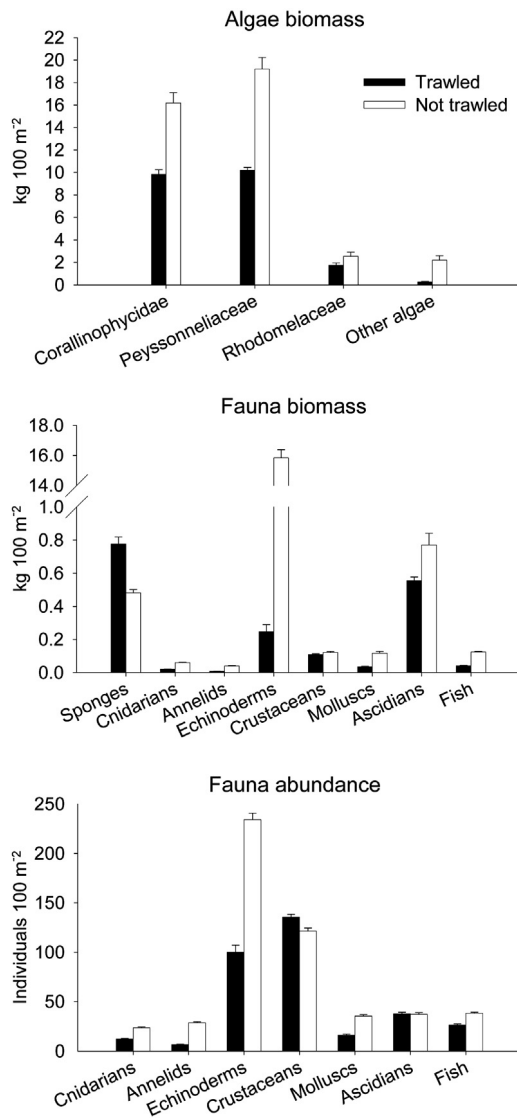 Algae biomass
22
20
18
16
14
12
10
8
6
4
2
0
kg 100 m⁻²
Trawled
Not trawled
Corallinophycidae
Peyssonneliaceae
Rhodomelaceae
Other algae
Fauna biomass
18.0
16.0
14.0
1.0
0.8
0.6
0.4
0.2
0.0
kg 100 m⁻²
Sponges
Cnidarians
Annelids
Echinoderms
Crustaceans
Molluscs
Ascidians
Fish
Fauna abundance
250
200
150
100
50
0
Individuals 100 m⁻²
Cnidarians
Annelids
Echinoderms
Crustaceans
Molluscs
Ascidians
Fish